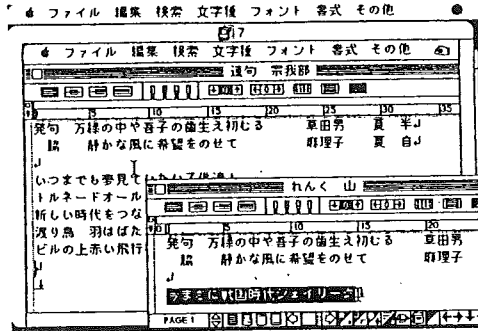 ファイル 編集 検索 文字種 フォント 書式 その他
図17
ファイル 編集 検索 文字種 フォント 書式 その他
連句 宗我部
5 10 15 20 25 30 35
発句 万緑の中や吾子の歯生え初むる 草田男 夏 半
脇 静かな風に希望をのせて 麻理子 夏 自
いつまでも夢見て
トルネードオール
新しい時代をつな
渡り鳥 羽はばた
ビルの上赤い飛行
れんく 山
5 10 15 20
発句 万緑の中や吾子の歯生え初むる 草田男
脇 静かな風に希望をのせて 麻理子
PAGE 1